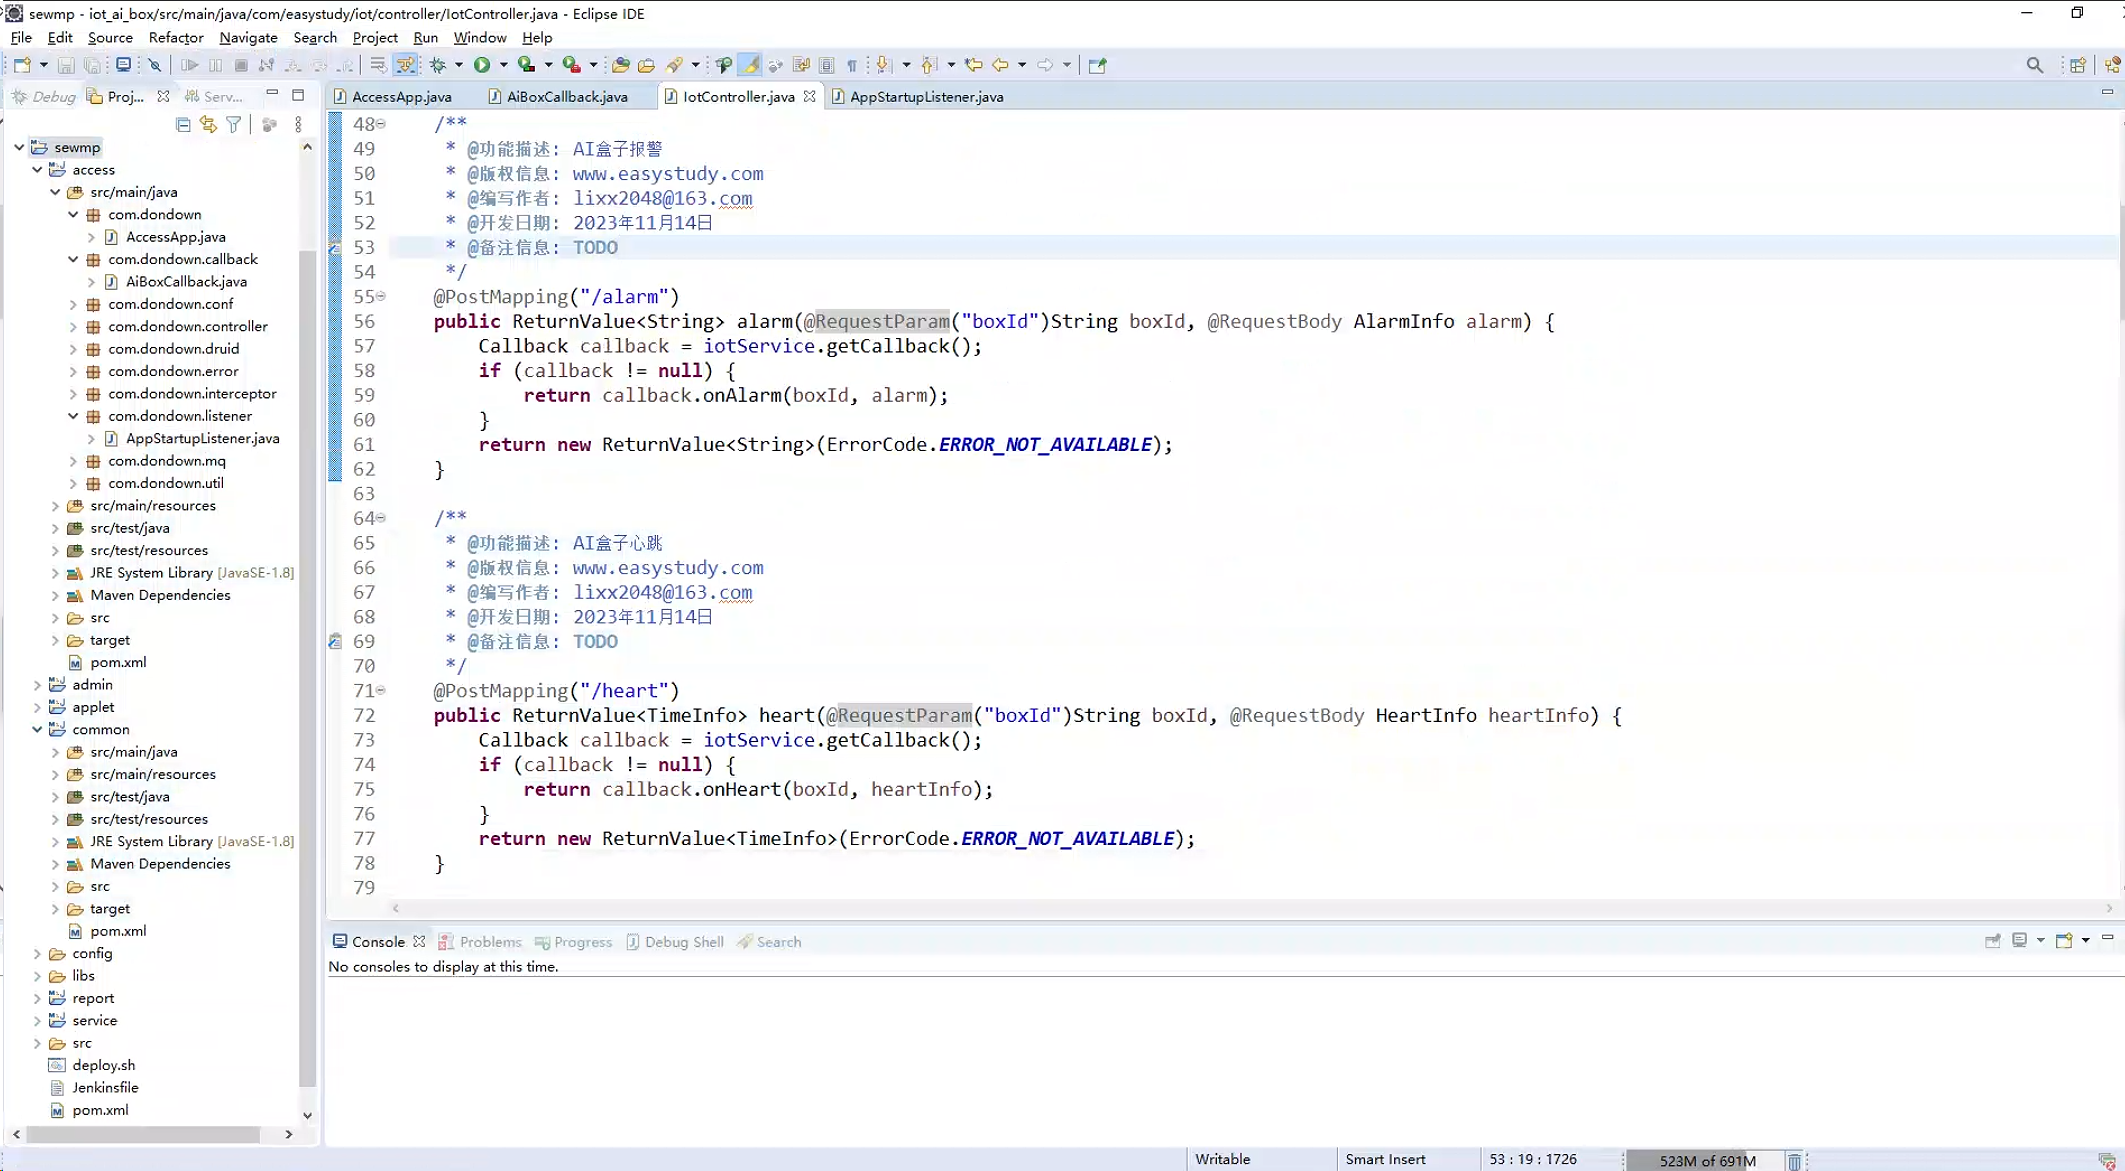 sewmp - iot_ai_box/src/main/java/com/easystudy/iot/controller/IotController.java - Eclipse IDE
File Edit Source Refactor Navigate Search Project Run Window Help
Debug Proj... Serv...
AccessApp.java AiBoxCallback.java IotController.java AppStartupListener.java
sewmp
access
src/main/java
com.dondown
AccessApp.java
com.dondown.callback
AiBoxCallback.java
com.dondown.conf
com.dondown.controller
com.dondown.druid
com.dondown.error
com.dondown.interceptor
com.dondown.listener
AppStartupListener.java
com.dondown.mq
com.dondown.util
src/main/resources
src/test/java
src/test/resources
JRE System Library [JavaSE-1.8]
Maven Dependencies
src
target
pom.xml
admin
applet
common
src/main/java
src/main/resources
src/test/java
src/test/resources
JRE System Library [JavaSE-1.8]
Maven Dependencies
src
target
pom.xml
config
libs
report
service
src
deploy.sh
Jenkinsfile
pom.xml
48 /**
49 * @功能描述: AI盒子报警
50 * @版权信息: www.easystudy.com
51 * @编写作者: lixx2048@163.com
52 * @开发日期: 2023年11月14日
53 * @备注信息: TODO
54 */
55 @PostMapping("/alarm")
56 public ReturnValue<String> alarm(@RequestParam("boxId")String boxId, @RequestBody AlarmInfo alarm) {
57 Callback callback = iotService.getCallback();
58 if (callback != null) {
59 return callback.onAlarm(boxId, alarm);
60 }
61 return new ReturnValue<String>(ErrorCode.ERROR_NOT_AVAILABLE);
62 }
63
64 /**
65 * @功能描述: AI盒子心跳
66 * @版权信息: www.easystudy.com
67 * @编写作者: lixx2048@163.com
68 * @开发日期: 2023年11月14日
69 * @备注信息: TODO
70 */
71 @PostMapping("/heart")
72 public ReturnValue<TimeInfo> heart(@RequestParam("boxId")String boxId, @RequestBody HeartInfo heartInfo) {
73 Callback callback = iotService.getCallback();
74 if (callback != null) {
75 return callback.onHeart(boxId, heartInfo);
76 }
77 return new ReturnValue<TimeInfo>(ErrorCode.ERROR_NOT_AVAILABLE);
78 }
79
Console Problems Progress Debug Shell Search
No consoles to display at this time.
Writable Smart Insert 53 : 19 : 1726 523M of 691M